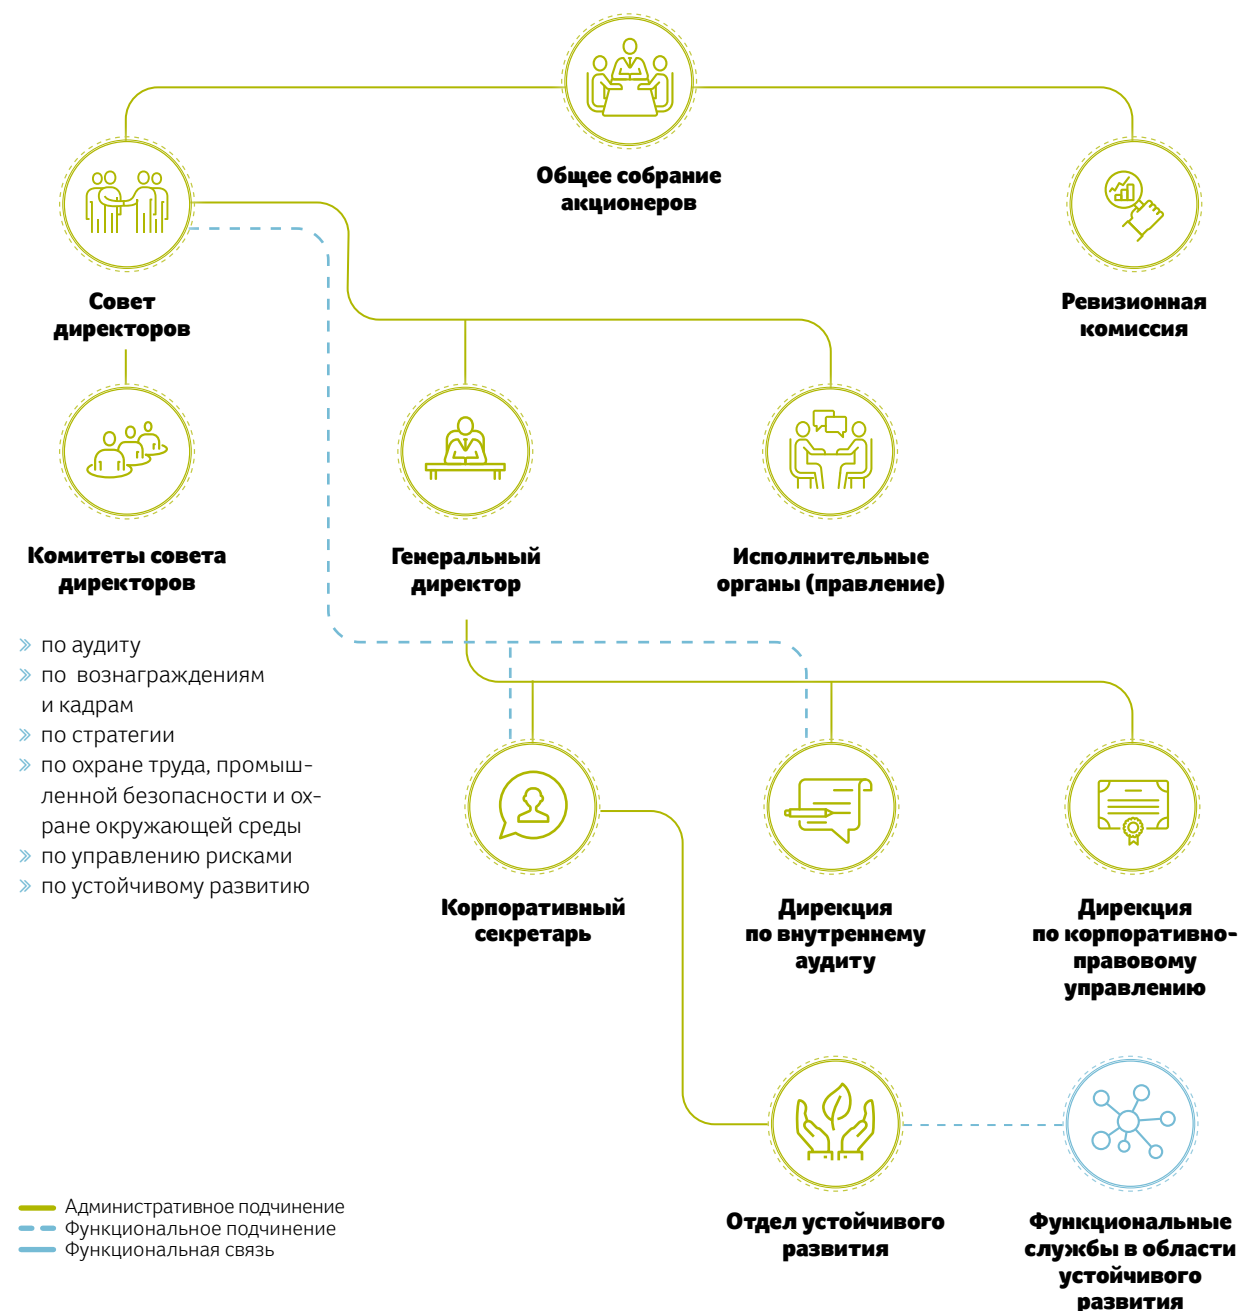 Общее собрание
акционеров
Совет
директоров
Ревизионная
комиссия
Комитеты совета
директоров
Генеральный
директор
Исполнительные
органы (правление)
» по аудиту
» по вознаграждениям
и кадрам
» по стратегии
» по охране труда, промыш-
ленной безопасности и ох-
ране окружающей среды
» по управлению рисками
» по устойчивому развитию
Корпоративный
секретарь
Дирекция
по внутреннему
аудиту
Дирекция
по корпоративно-
правовому
управлению
Отдел устойчивого
развития
Функциональные
службы в области
устойчивого
развития
Административное подчинение
Функциональное подчинение
Функциональная связь